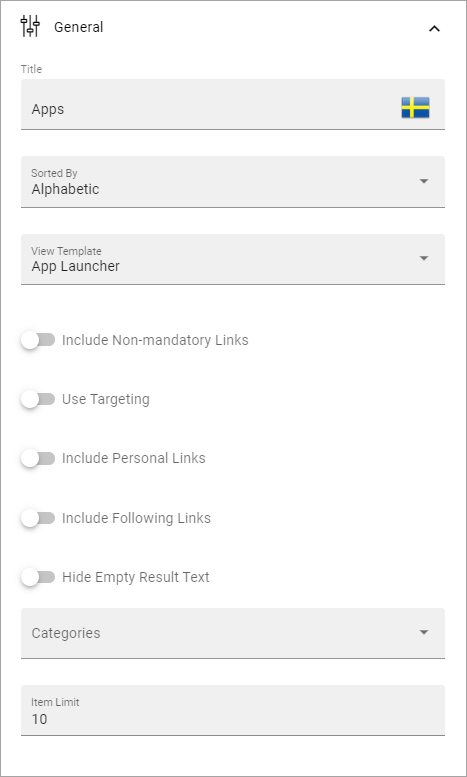 General
Title
Apps
Sorted By
Alphabetic
View Template
App Launcher
Include Non-mandatory Links
Use Targeting
Include Personal Links
Include Following Links
Hide Empty Result Text
Categories
Item Limit
10